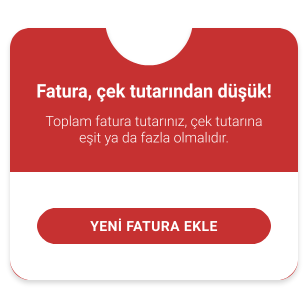 Fatura, çek tutarından düşük!
Toplam fatura tutarınız, çek tutarına
eşit ya da fazla olmalıdır.
YENİ FATURA EKLE